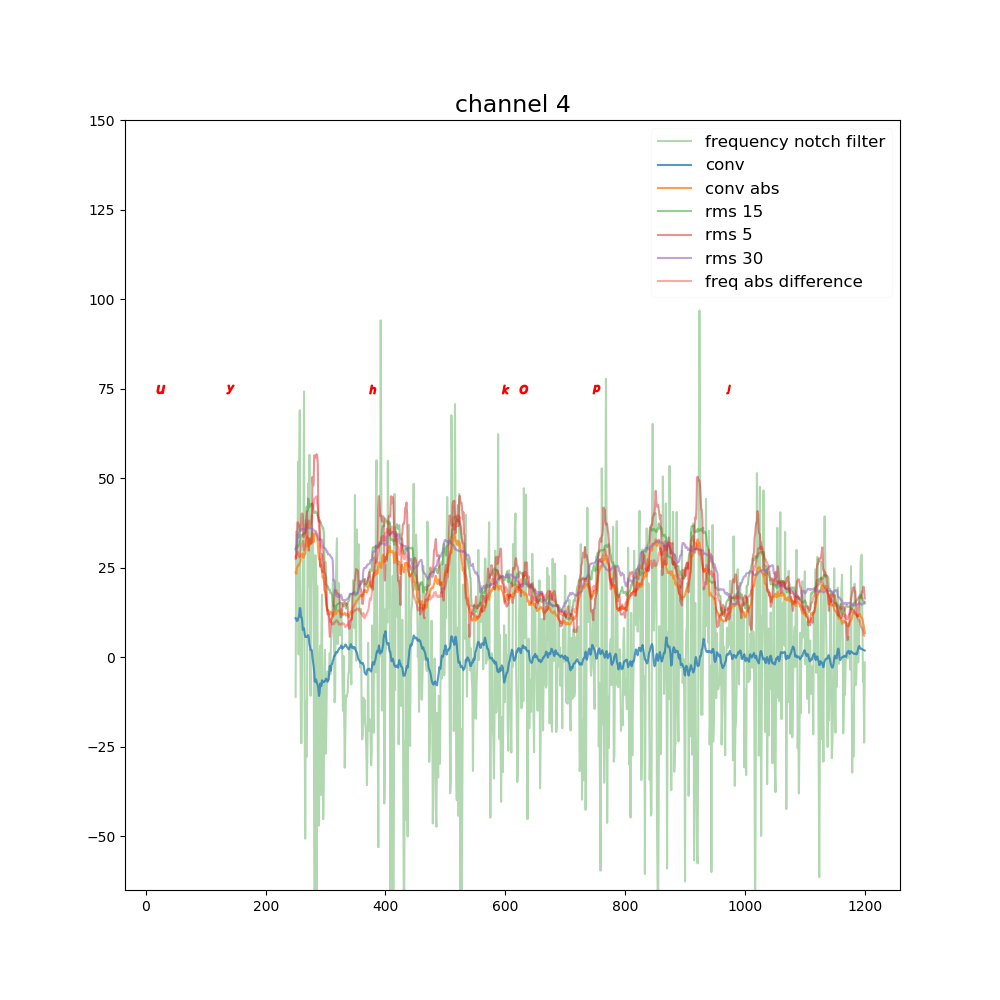 channel 4
150
125
100
75
50
25
0
−25
−50
frequency notch filter
conv
conv abs
rms 15
rms 5
rms 30
freq abs difference
u y h k o p j
0 200 400 600 800 1000 1200